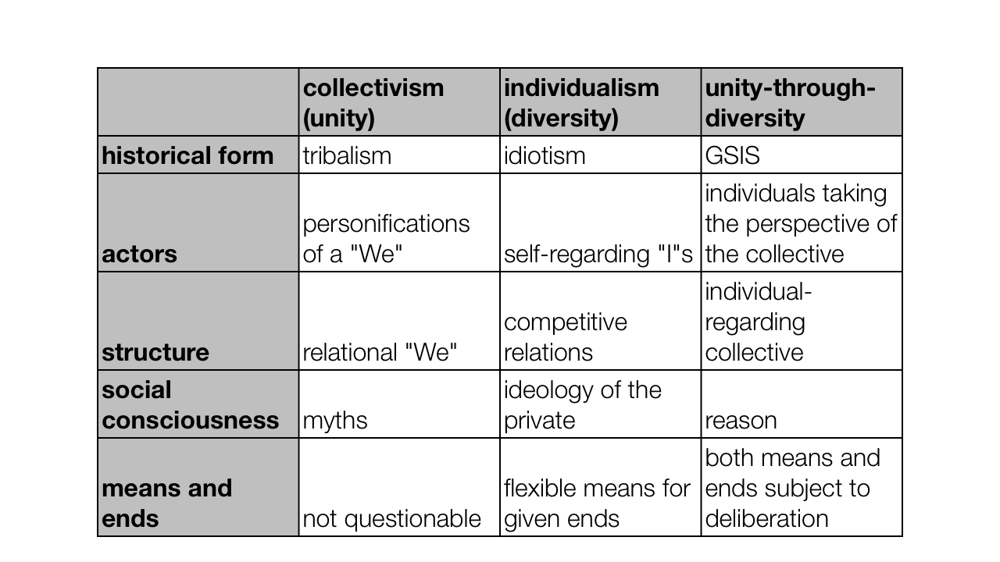 collectivism (unity)
individualism (diversity)
unity-through-
diversity
historical form
tribalism
idiotism
GSIS
actors
personifications
of a "We"
self-regarding "I"s
individuals taking
the perspective of
the collective
structure
relational "We"
competitive
relations
individual-
regarding
collective
social
consciousness
myths
ideology of the
private
reason
means and
ends
not questionable
flexible means for
given ends
both means and
ends subject to
deliberation